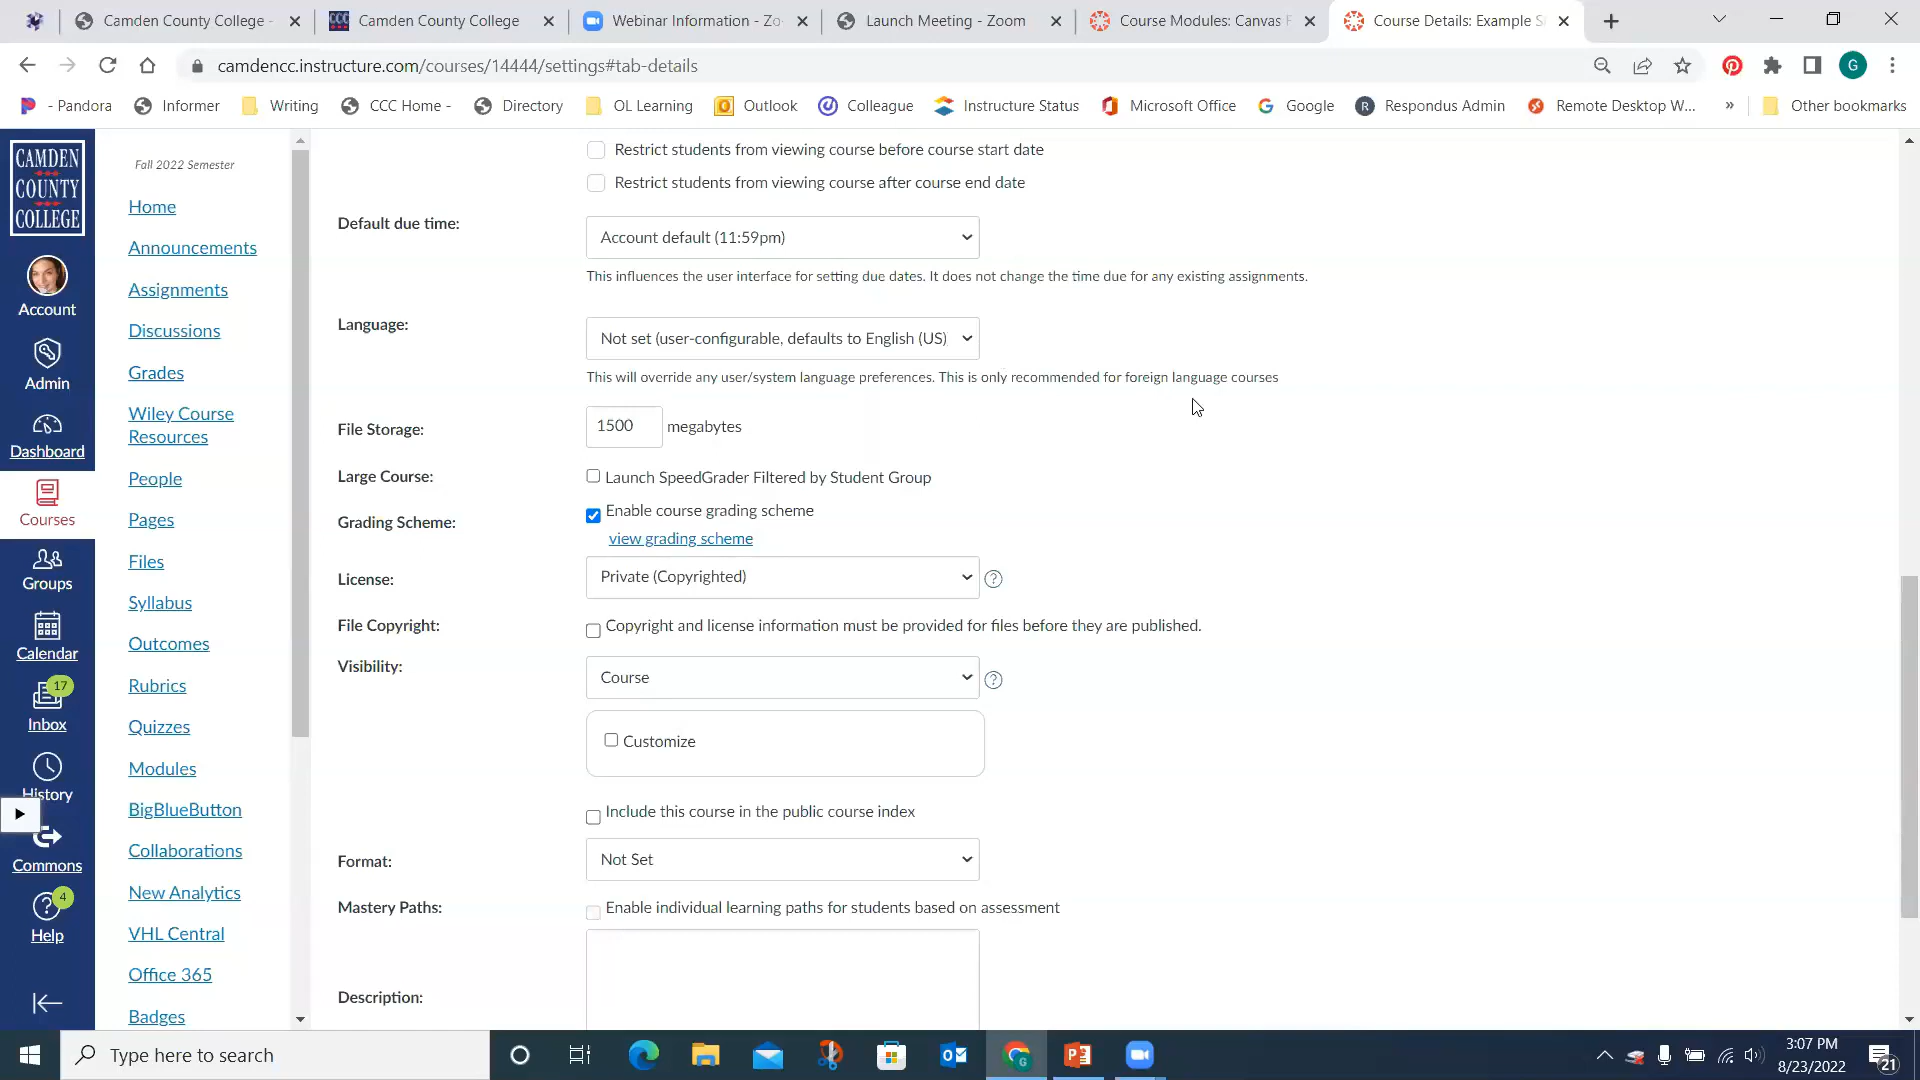 Camden County College -
Camden County College
Webinar Information - Zo
Launch Meeting - Zoom
Course Modules: Canvas F
Course Details: Example S
camdencc.instructure.com/courses/14444/settings#tab-details
G
- Pandora
Informer
Writing
CCC Home -
Directory
OL Learning
Outlook
Colleague
Instructure Status
Microsoft Office
Google
Respondus Admin
Remote Desktop W...
»
Other bookmarks
CAMDEN
COUNTY
COLLEGE
Account
Admin
Dashboard
Courses
Groups
Calendar
17
Inbox
History
Commons
4
Help
Fall 2022 Semester
Home
Announcements
Assignments
Discussions
Grades
Wiley Course
Resources
People
Pages
Files
Syllabus
Outcomes
Rubrics
Quizzes
Modules
BigBlueButton
Collaborations
New Analytics
VHL Central
Office 365
Badges
Restrict students from viewing course before course start date
Restrict students from viewing course after course end date
Default due time:
Account default (11:59pm)
This influences the user interface for setting due dates. It does not change the time due for any existing assignments.
Language:
Not set (user-configurable, defaults to English (US)
This will override any user/system language preferences. This is only recommended for foreign language courses
File Storage:
1500 megabytes
Large Course:
Launch SpeedGrader Filtered by Student Group
Grading Scheme:
Enable course grading scheme
view grading scheme
License:
Private (Copyrighted)
File Copyright:
Copyright and license information must be provided for files before they are published.
Visibility:
Course
Customize
Include this course in the public course index
Format:
Not Set
Mastery Paths:
Enable individual learning paths for students based on assessment
Description:
Type here to search
3:07 PM
8/23/2022
21